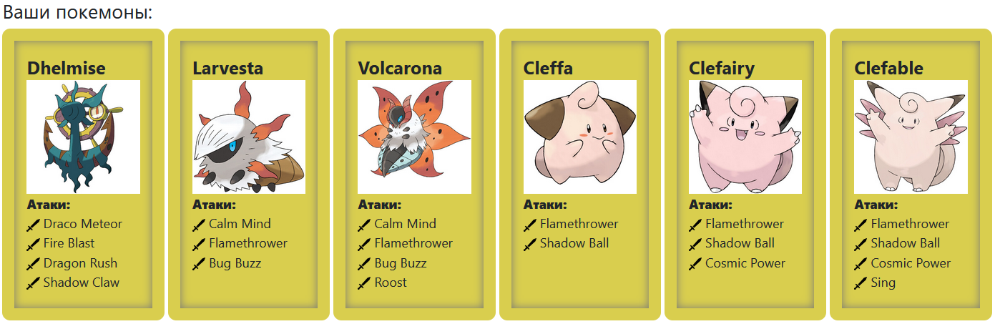 Ваши покемоны:
Dhelmise
Атаки:
Draco Meteor
Fire Blast
Dragon Rush
Shadow Claw
Larvesta
Атаки:
Calm Mind
Flamethrower
Bug Buzz
Volcarona
Атаки:
Calm Mind
Flamethrower
Bug Buzz
Roost
Cleffa
Атаки:
Flamethrower
Shadow Ball
Clefairy
Атаки:
Flamethrower
Shadow Ball
Cosmic Power
Clefable
Атаки:
Flamethrower
Shadow Ball
Cosmic Power
Sing